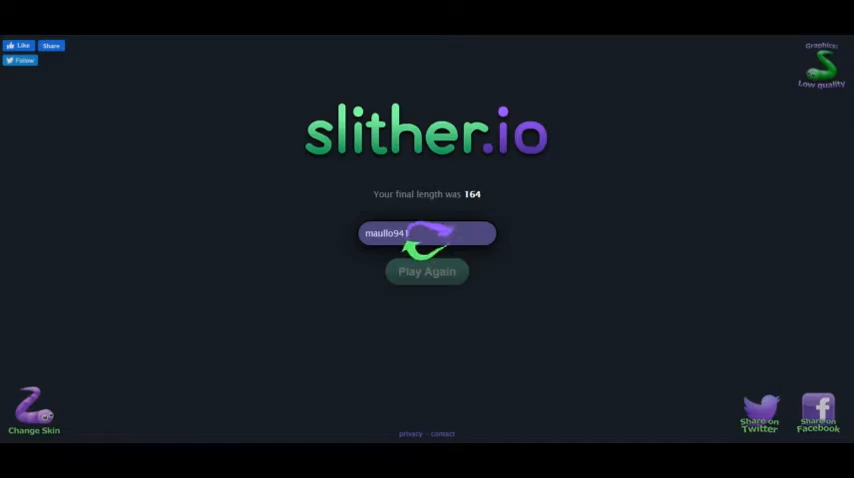 Like Share
Follow
Graphics:
Low quality
slither.io
Your final length was 164
maullo941
Play Again
Change Skin
Share on
Twitter
Share on
Facebook
privacy - contact